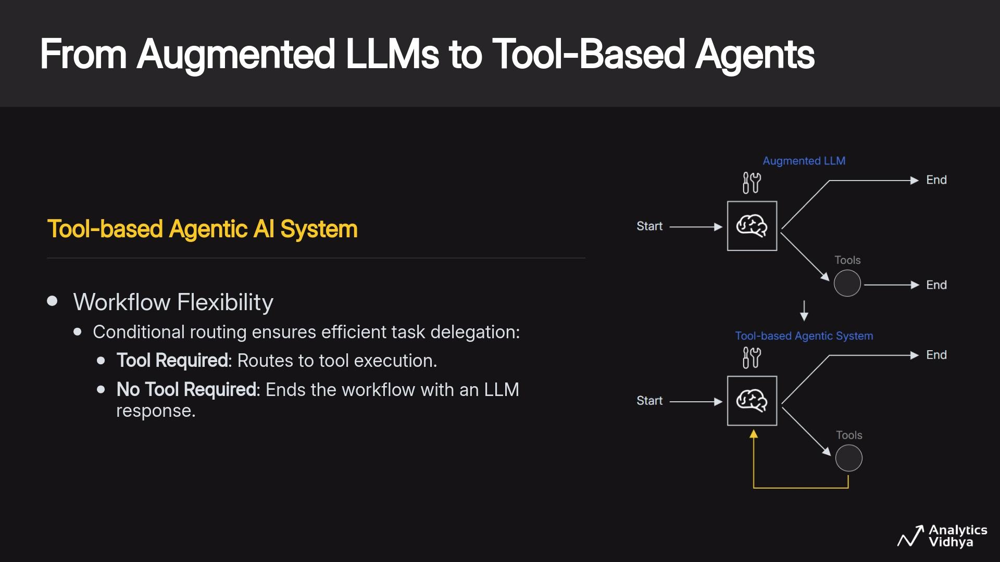 From Augmented LLMs to Tool-Based Agents
Tool-based Agentic AI System
Workflow Flexibility
Conditional routing ensures efficient task delegation:
Tool Required: Routes to tool execution.
No Tool Required: Ends the workflow with an LLM
response.
Augmented LLM
End
Start
Tools
End
Tool-based Agentic System
End
Start
Tools
Analytics
Vidhya